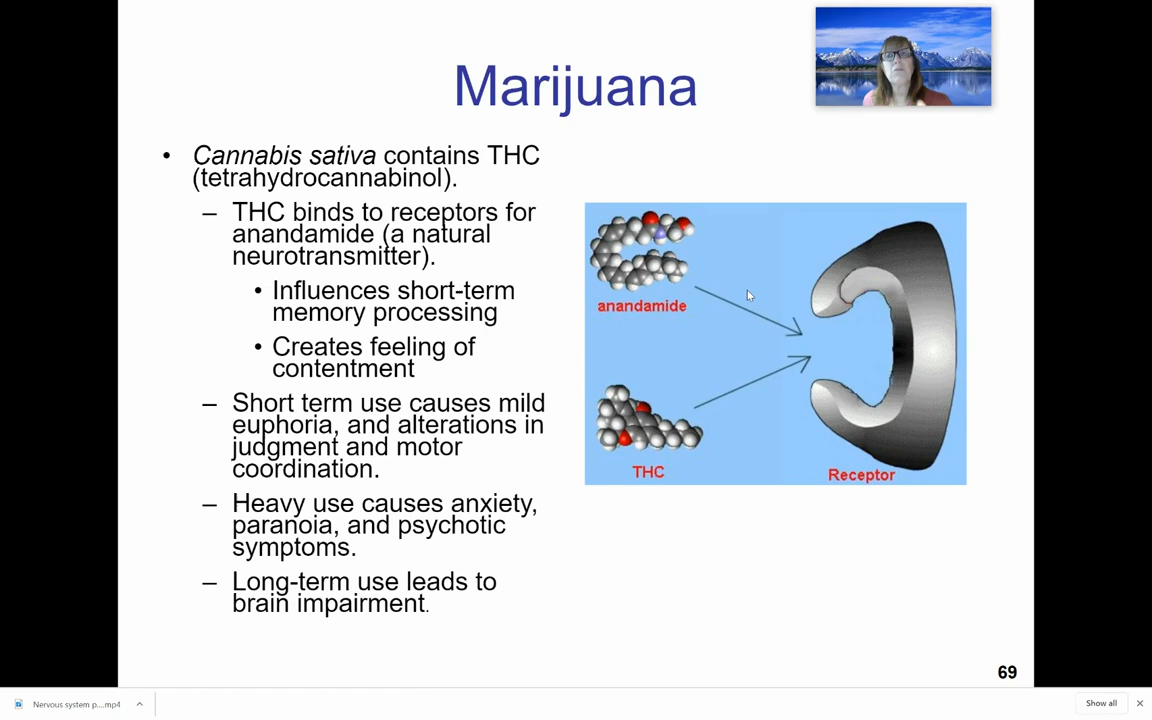 Marijuana
• Cannabis sativa contains THC
(tetrahydrocannabinol).
– THC binds to receptors for
anandamide (a natural
neurotransmitter).
• Influences short-term
memory processing
• Creates feeling of
contentment
– Short term use causes mild
euphoria, and alterations in
judgment and motor
coordination.
– Heavy use causes anxiety,
paranoia, and psychotic
symptoms.
– Long-term use leads to
brain impairment.
anandamide
THC
Receptor
69
Nervous system p....mp4
Show all